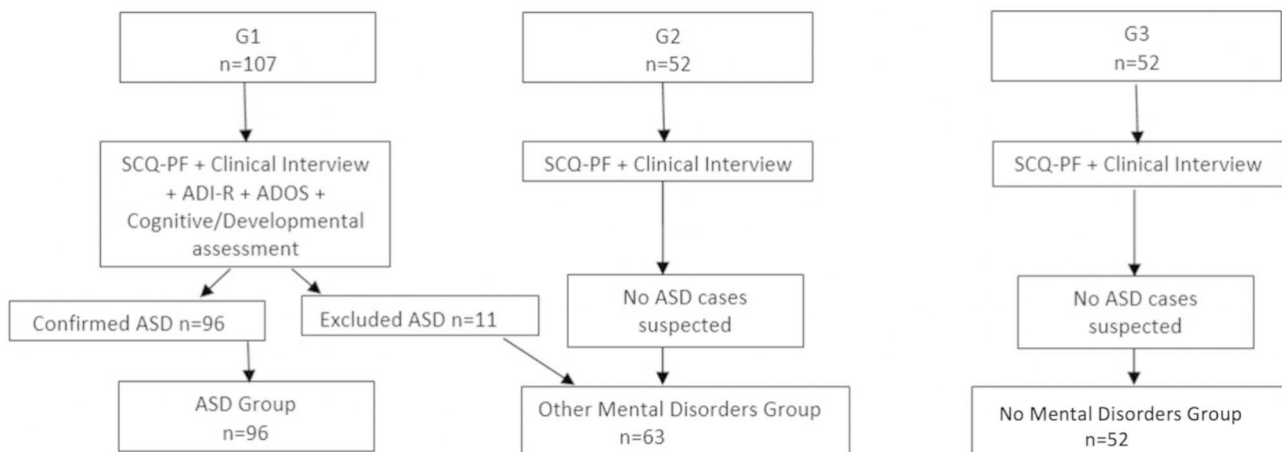 G1
n=107
G2
n=52
G3
n=52
SCQ-PF + Clinical Interview
+ ADI-R + ADOS +
Cognitive/Developmental
assessment
SCQ-PF + Clinical Interview
SCQ-PF + Clinical Interview
Confirmed ASD n=96
Excluded ASD n=11
No ASD cases
suspected
No ASD cases
suspected
ASD Group
n=96
Other Mental Disorders Group
n=63
No Mental Disorders Group
n=52